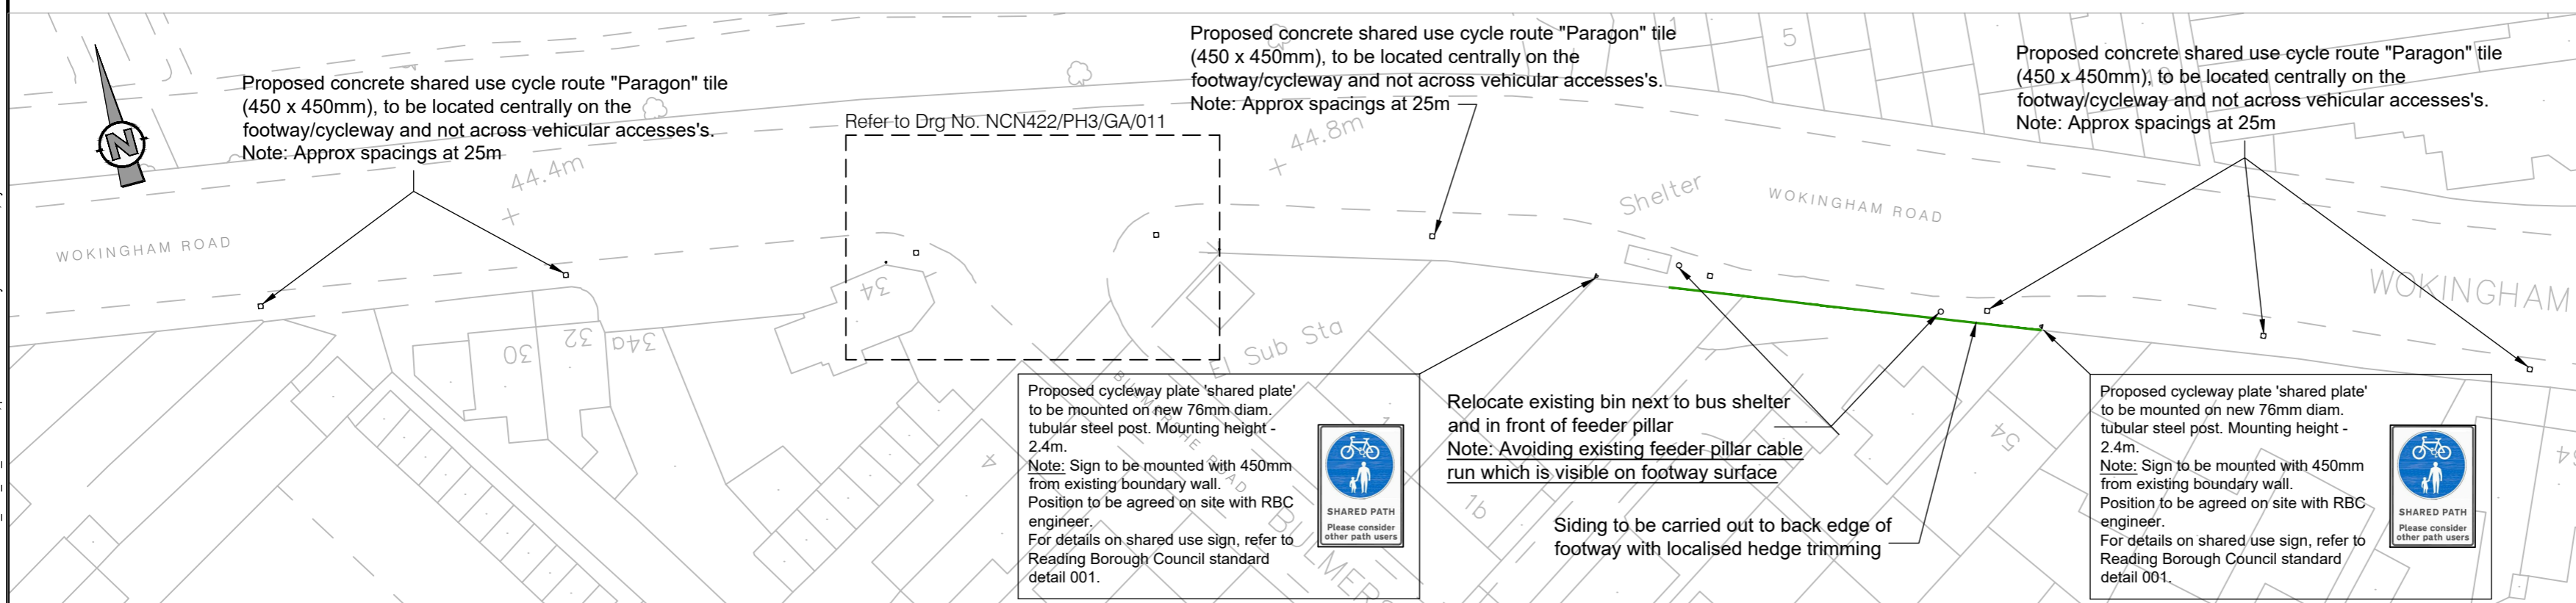 Proposed concrete shared use cycle route "Paragon" tile
(450 x 450mm), to be located centrally on the
footway/cycleway and not across vehicular accesses's.
Note: Approx spacings at 25m
N
44.4m
WOKINGHAM ROAD
30
32
34a
Refer to Drg No. NCN422/PH3/GA/011
34
Proposed concrete shared use cycle route "Paragon" tile
(450 x 450mm), to be located centrally on the
footway/cycleway and not across vehicular accesses's.
Note: Approx spacings at 25m
44.8m
1
5
Shelter
WOKINGHAM ROAD
El Sub Sta
Proposed concrete shared use cycle route "Paragon" tile
(450 x 450mm), to be located centrally on the
footway/cycleway and not across vehicular accesses's.
Note: Approx spacings at 25m
WOKINGHAM
Proposed cycleway plate 'shared plate'
to be mounted on new 76mm diam.
tubular steel post. Mounting height -
2.4m.
Note: Sign to be mounted with 450mm
from existing boundary wall.
Position to be agreed on site with RBC
engineer.
For details on shared use sign, refer to
Reading Borough Council standard
detail 001.
SHARED PATH
Please consider
other path users
4
BULMERSHE ROAD
BULMERS
Relocate existing bin next to bus shelter
and in front of feeder pillar
Note: Avoiding existing feeder pillar cable
run which is visible on footway surface
1b
Siding to be carried out to back edge of
footway with localised hedge trimming
54
Proposed cycleway plate 'shared plate'
to be mounted on new 76mm diam.
tubular steel post. Mounting height -
2.4m.
Note: Sign to be mounted with 450mm
from existing boundary wall.
Position to be agreed on site with RBC
engineer.
For details on shared use sign, refer to
Reading Borough Council standard
detail 001.
SHARED PATH
Please consider
other path users